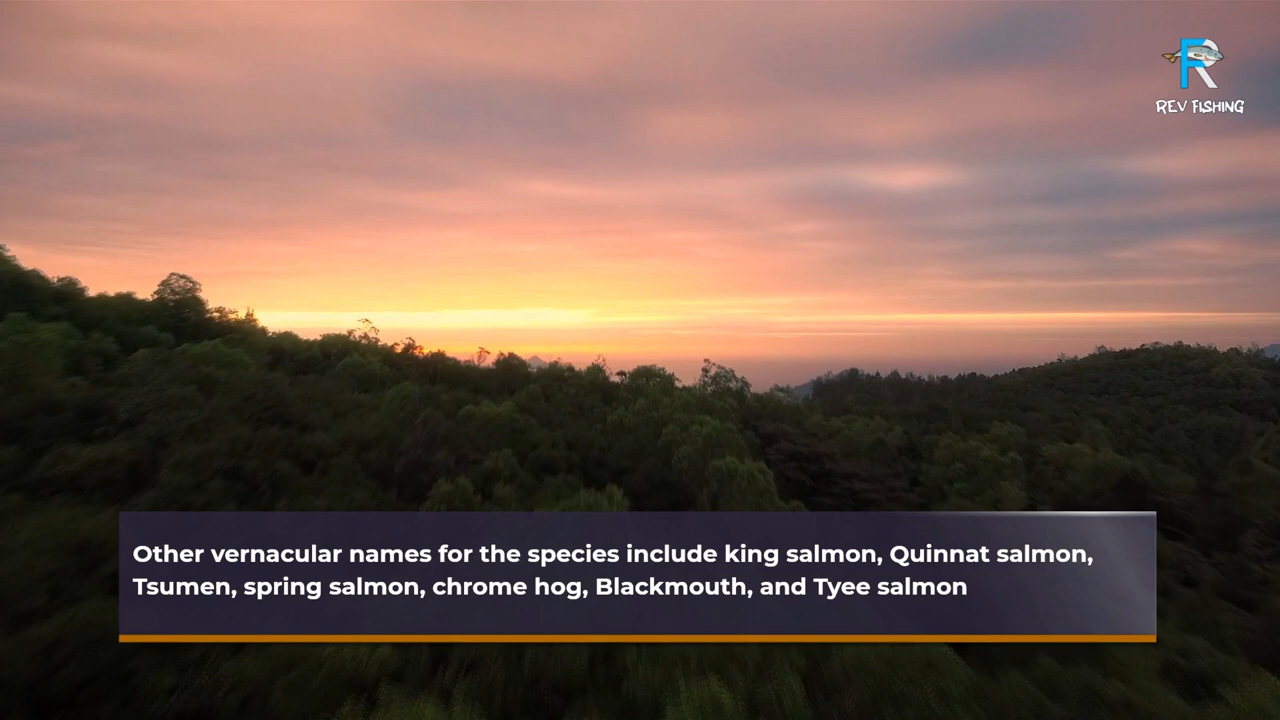 REV FISHING
Other vernacular names for the species include king salmon, Quinnat salmon,
Tsumen, spring salmon, chrome hog, Blackmouth, and Tyee salmon